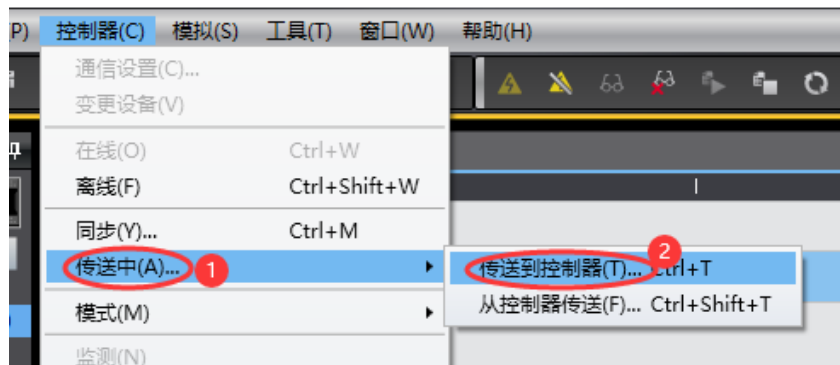 P) 控制器(C) 模拟(S) 工具(T) 窗口(W) 帮助(H)
通信设置(C)...
变更设备(V)
在线(O) Ctrl+W
离线(F) Ctrl+Shift+W
同步(Y)... Ctrl+M
传送中(A)... 1
2
传送到控制器(T)... Ctrl+T
从控制器传送(F)... Ctrl+Shift+T
模式(M)
监测(N)